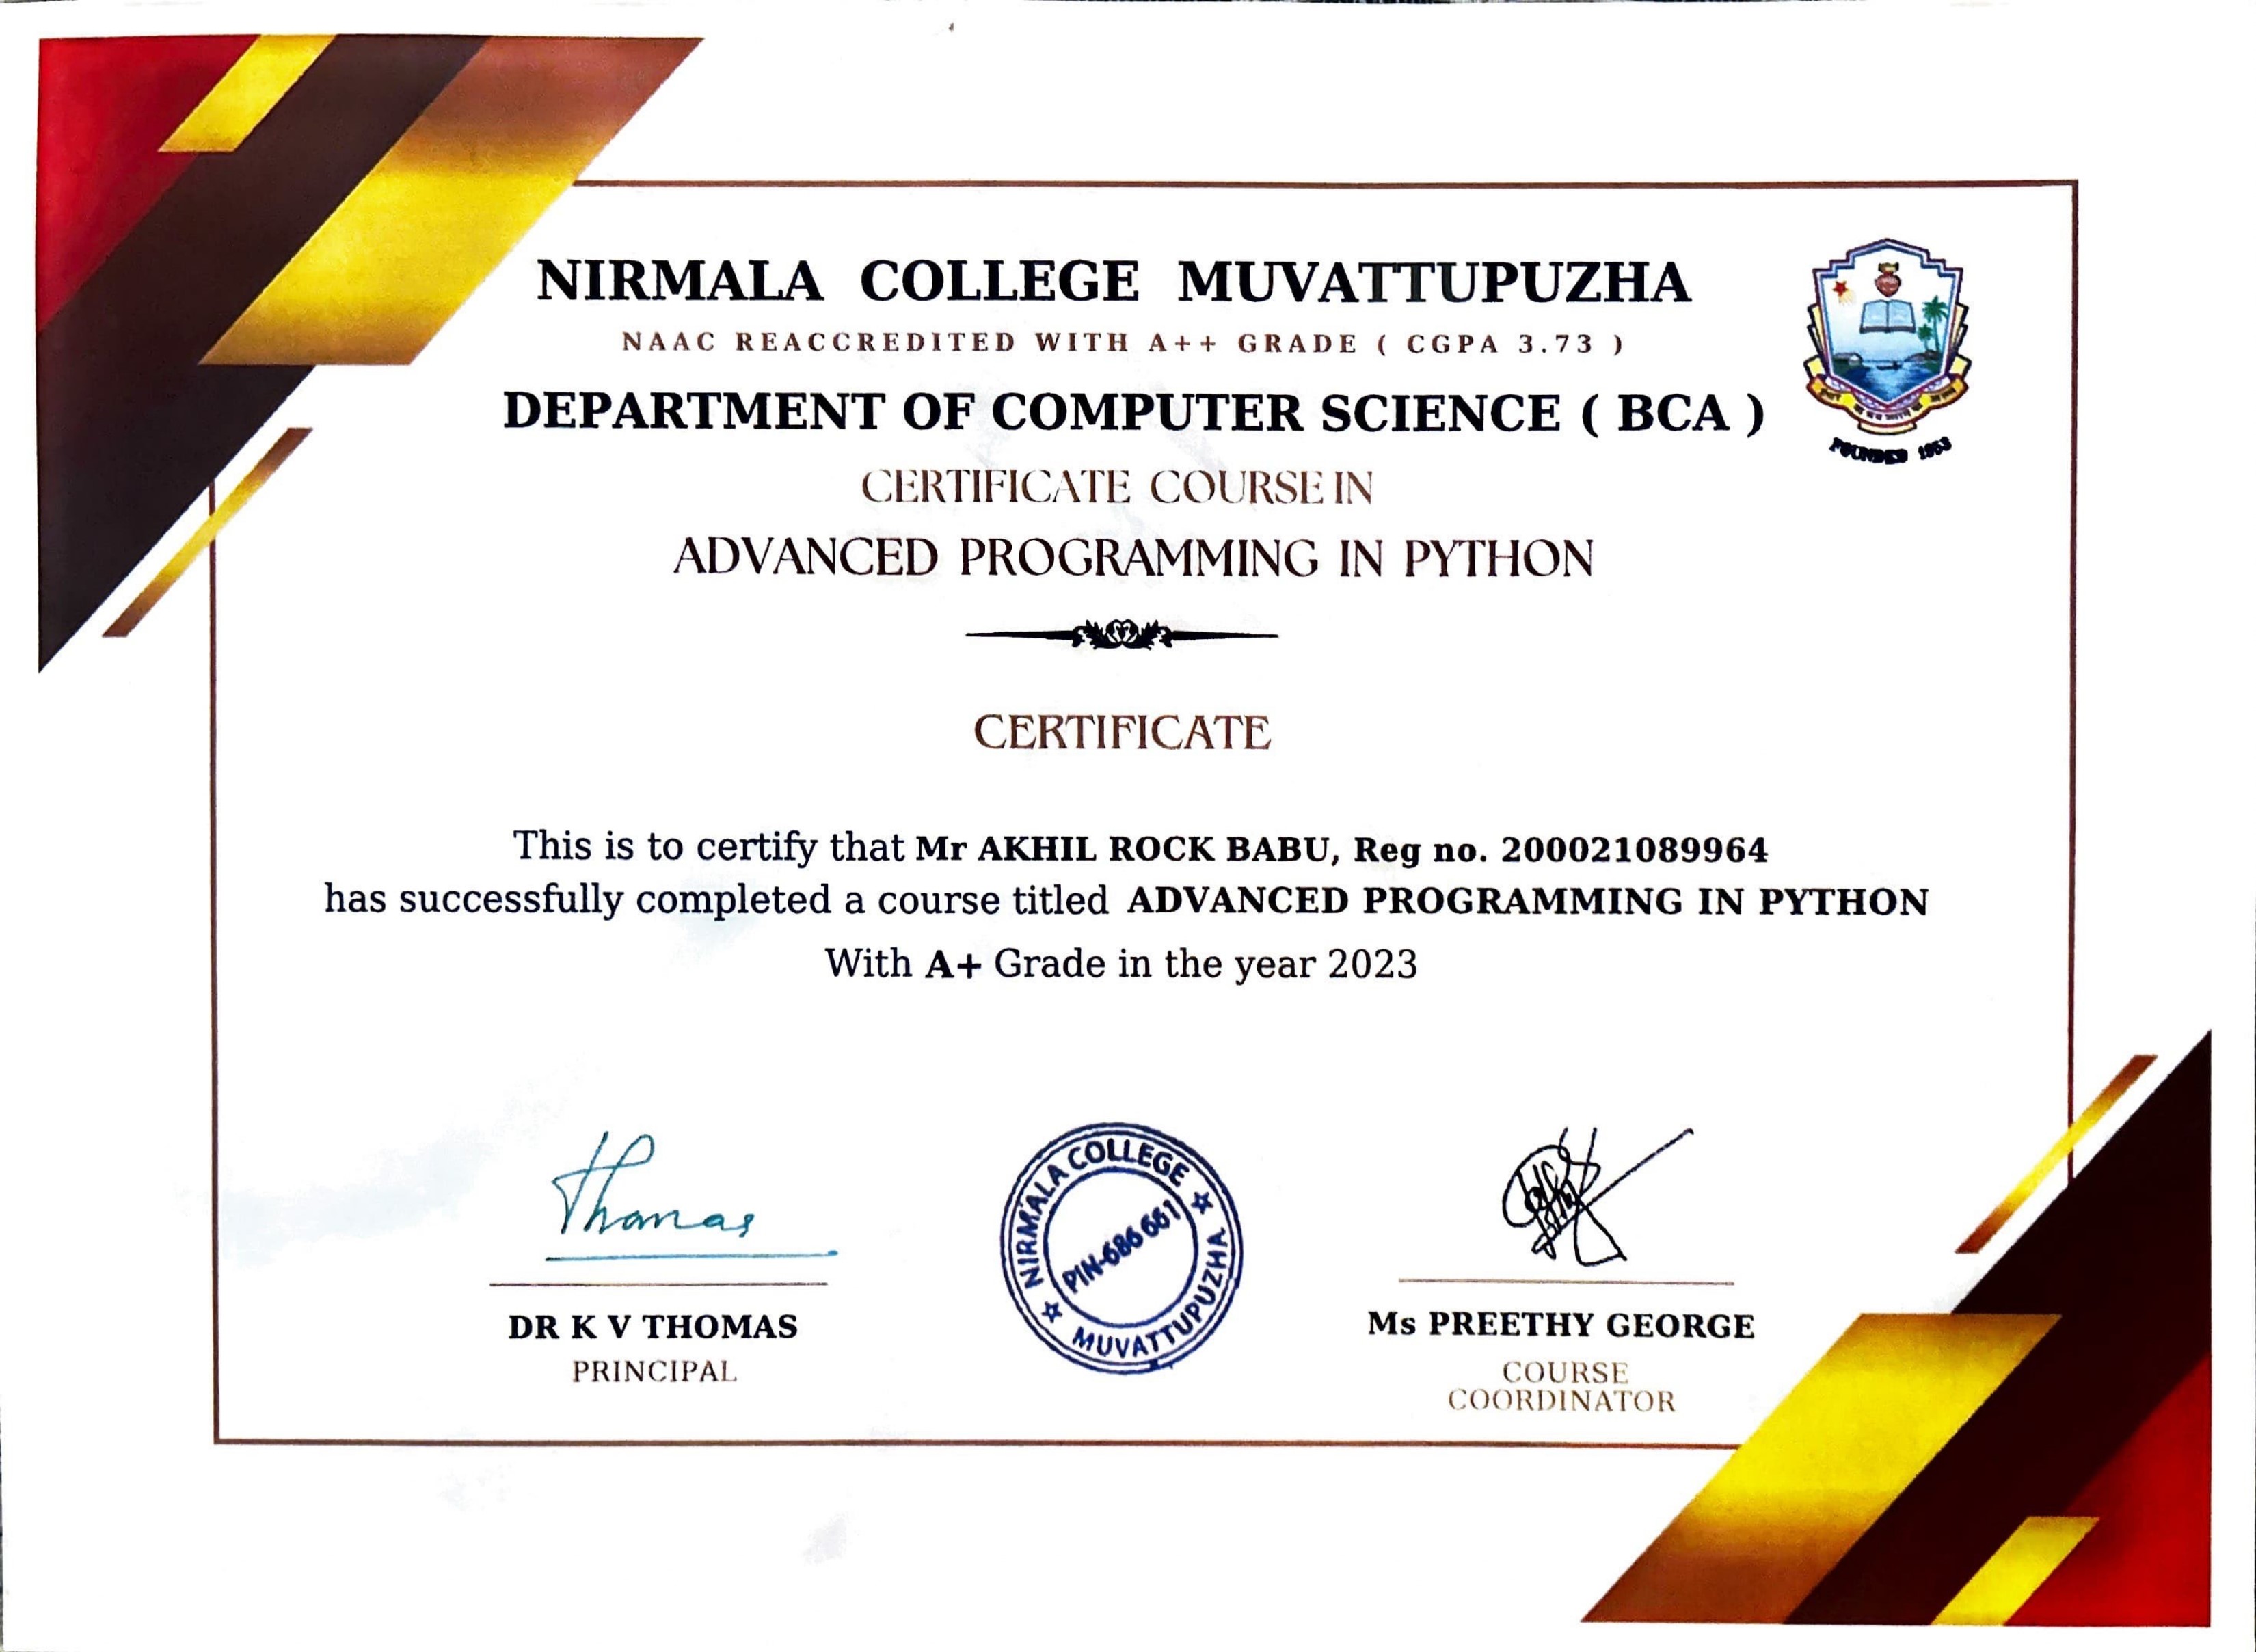 NIRMALA COLLEGE MUVATTUPUZHA
NAAC REACCREDITED WITH A++ GRADE ( CGPA 3.73 )
DEPARTMENT OF COMPUTER SCIENCE ( BCA )
FOUNDED 1953
CERTIFICATE COURSE IN
ADVANCED PROGRAMMING IN PYTHON
CERTIFICATE
This is to certify that Mr AKHIL ROCK BABU, Reg no. 200021089964
has successfully completed a course titled ADVANCED PROGRAMMING IN PYTHON
With A+ Grade in the year 2023
Thomas
NIRMALA COLLEGE
PIN-686 661
MUVATTUPUZHA
DR K V THOMAS
PRINCIPAL
Ms PREETHY GEORGE
COURSE
COORDINATOR